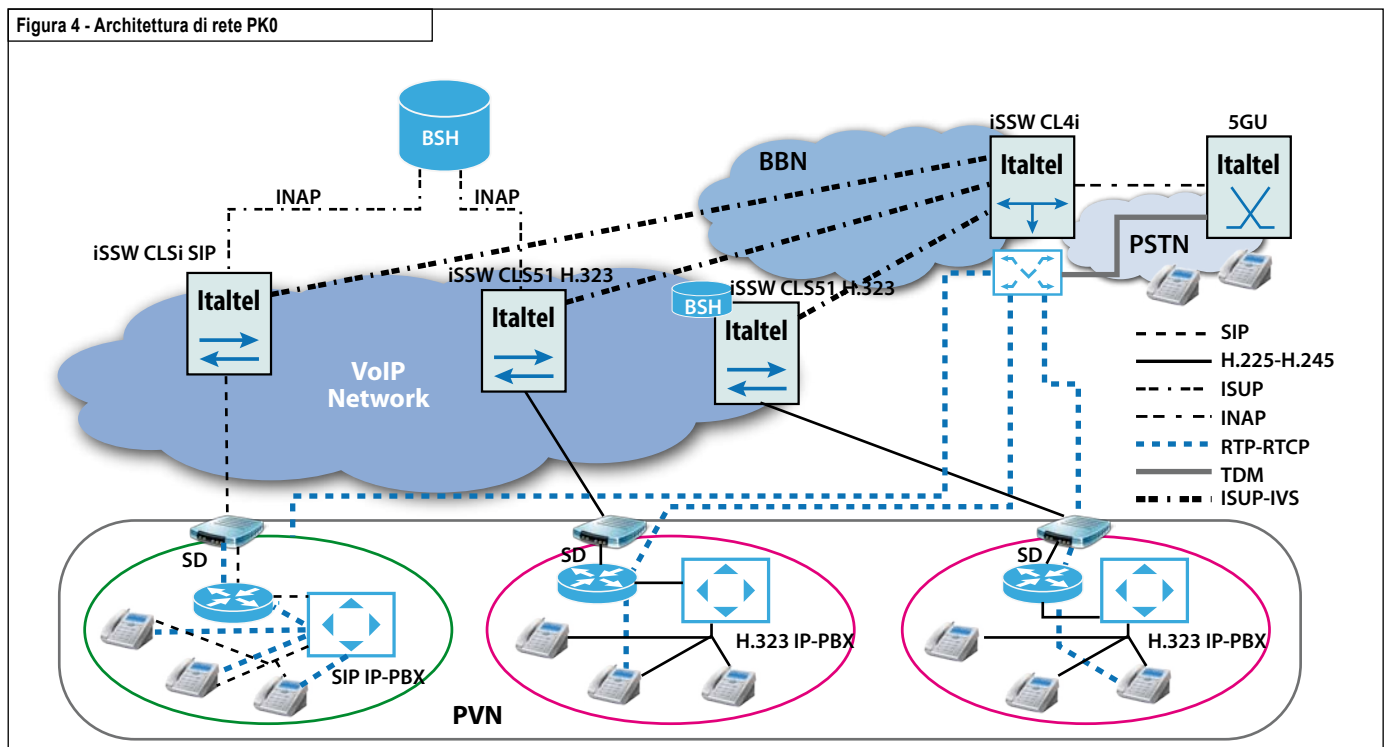 Figura 4 - Architettura di rete PK0
BSH
INAP
INAP
iSSW CLSi SIP
Italtel
iSSW CLS51 H.323
Italtel
BSH
iSSW CLS51 H.323
Italtel
VoIP
Network
BBN
iSSW CL4i
Italtel
5GU
Italtel
PSTN
SIP
H.225-H.245
ISUP
INAP
RTP-RTCP
TDM
ISUP-IVS
SD
SIP IP-PBX
SD
H.323 IP-PBX
SD
H.323 IP-PBX
PVN